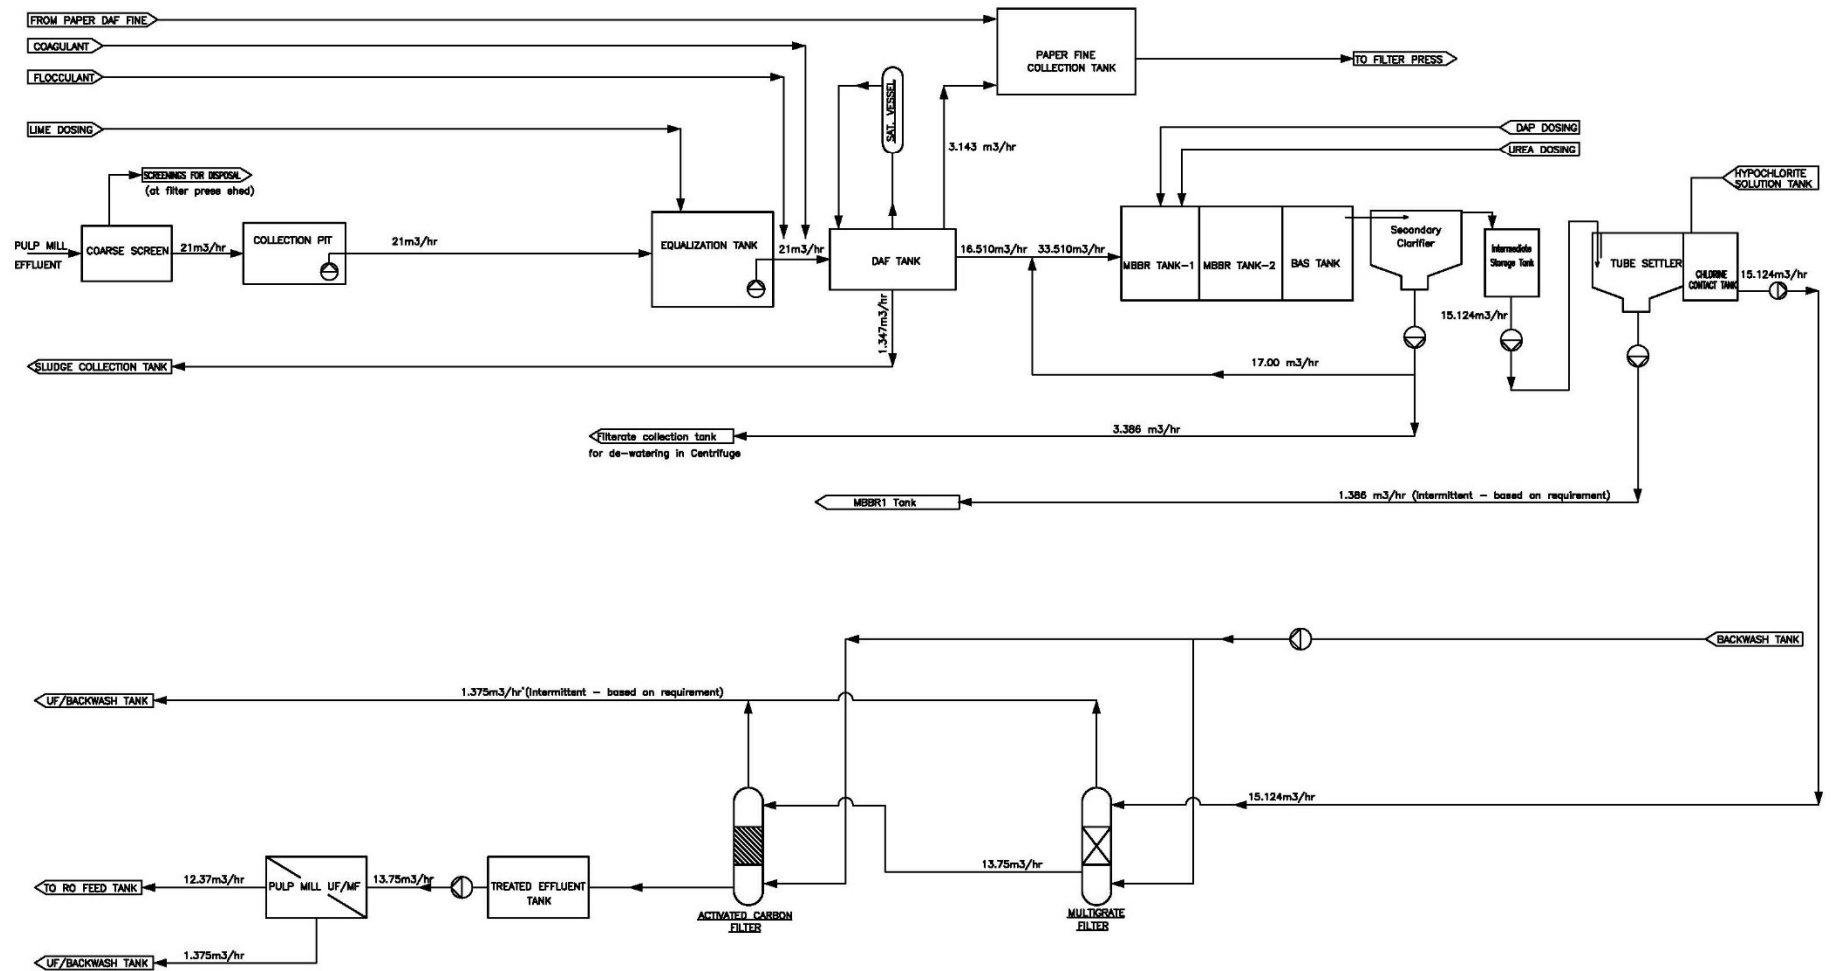 FROM PAPER DAF FINE
COAGULANT
FLOCCULANT
LIME DOSING
SCREENINGS FOR DISPOSAL
(at filter press shed)
PULP MILL
EFFLUENT
COARSE SCREEN
21m3/hr
COLLECTION PIT
21m3/hr
EQUALIZATION TANK
21m3/hr
SAT. VESSEL
DAF TANK
1.347m3/hr
SLUDGE COLLECTION TANK
3.143 m3/hr
PAPER FINE
COLLECTION TANK
TO FILTER PRESS
16.510m3/hr
33.510m3/hr
DAP DOSING
UREA DOSING
MBBR TANK-1
MBBR TANK-2
BAS TANK
Secondary
Clarifier
Intermediate
Storage Tank
15.124m3/hr
17.00 m3/hr
3.386 m3/hr
Filterate collection tank
for de-watering in Centrifuge
HYPOCHLORITE
SOLUTION TANK
TUBE SETTLER
CHLORINE
CONTACT TANK
15.124m3/hr
1.386 m3/hr (Intermittent - based on requirement)
MBBR1 Tank
BACKWASH TANK
1.375m3/hr (Intermittent - based on requirement)
UF/BACKWASH TANK
15.124m3/hr
13.75m3/hr
MULTIGRATE
FILTER
ACTIVATED CARBON
FILTER
TREATED EFFLUENT
TANK
13.75m3/hr
PULP MILL UF/MF
12.37m3/hr
TO RO FEED TANK
1.375m3/hr
UF/BACKWASH TANK